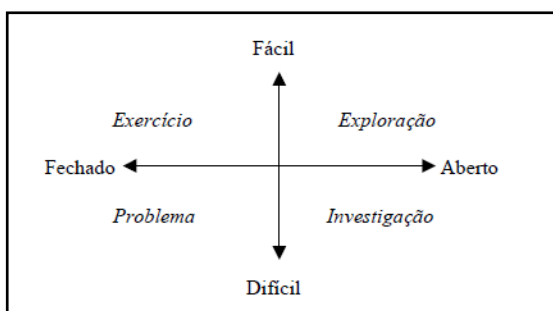 Fácil
Exercício Exploração
Fechado Aberto
Problema Investigação
Difícil